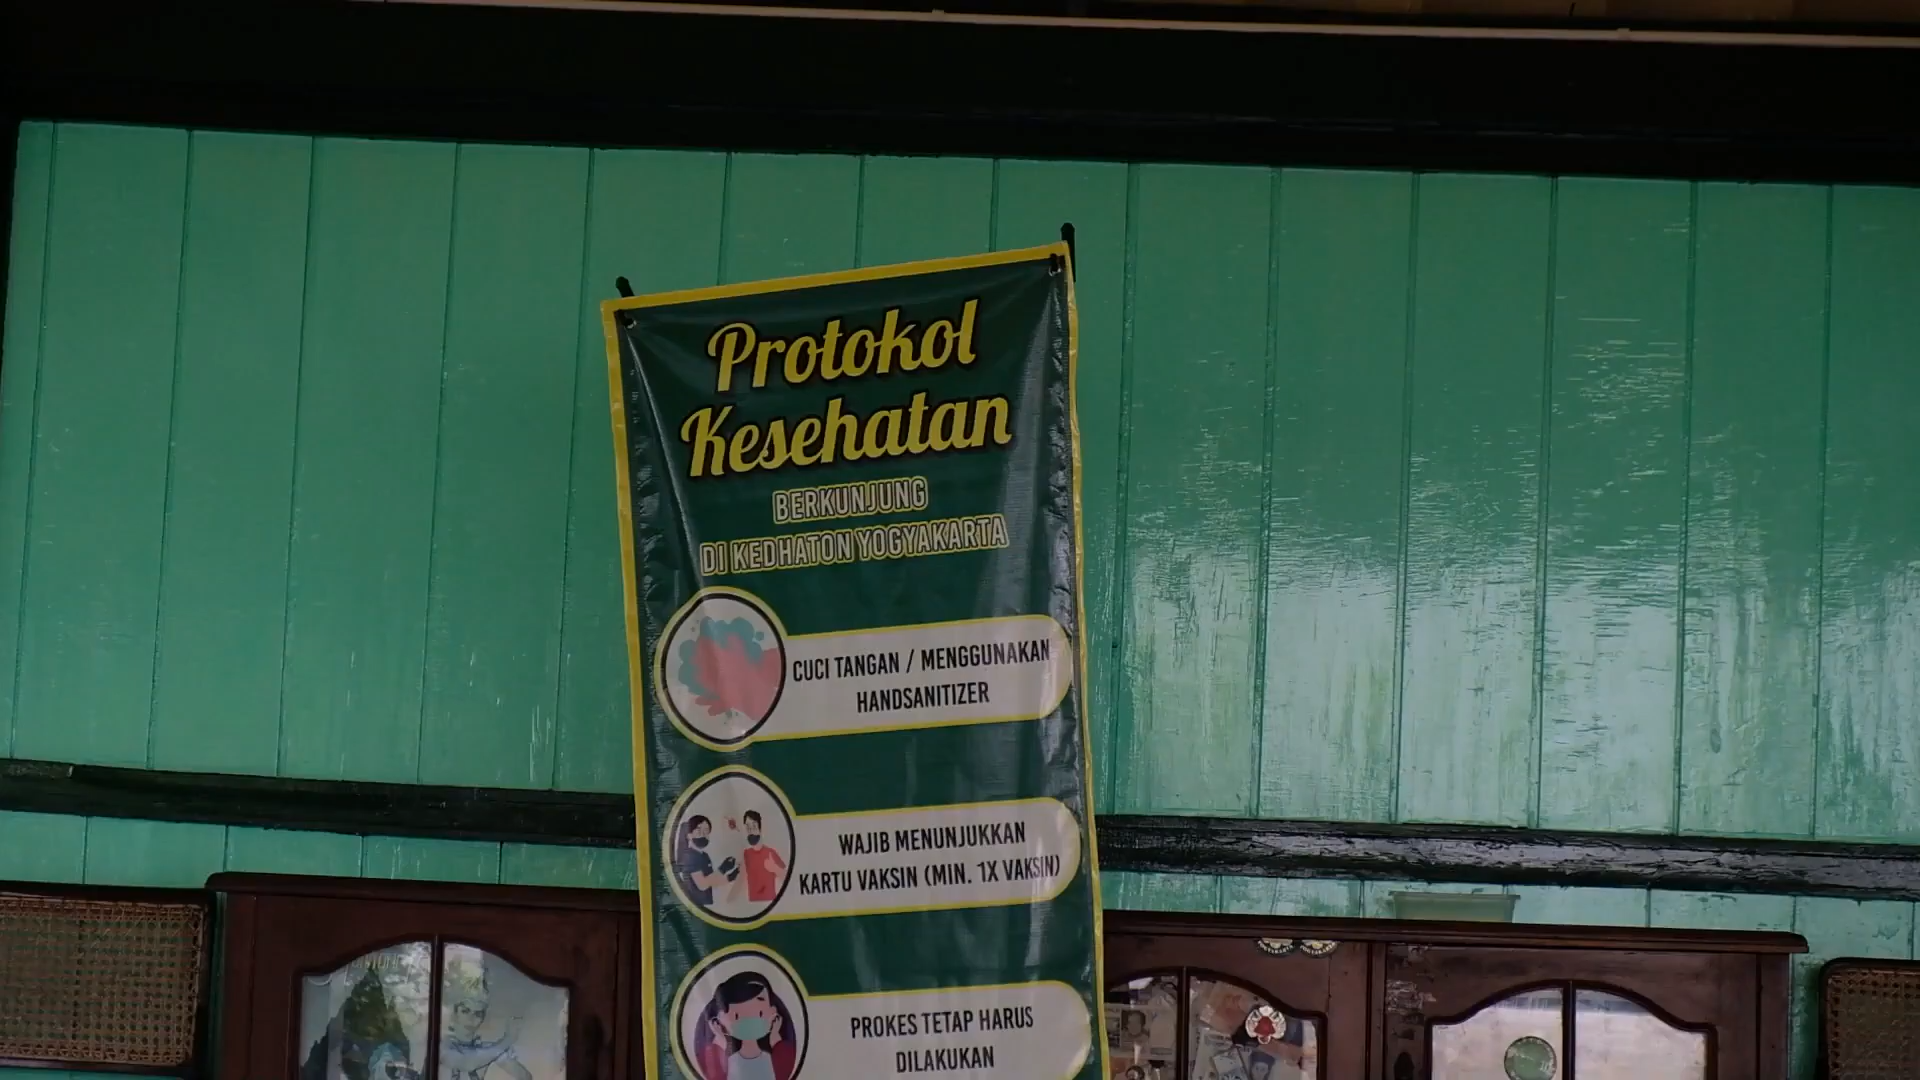 Protokol
Kesehatan
BERKUNJUNG
DI KEDHATON YOGYAKARTA
CUCI TANGAN / MENGGUNAKAN
HANDSANITIZER
WAJIB MENUNJUKKAN
KARTU VAKSIN (MIN. 1X VAKSIN)
PROKES TETAP HARUS
DILAKUKAN